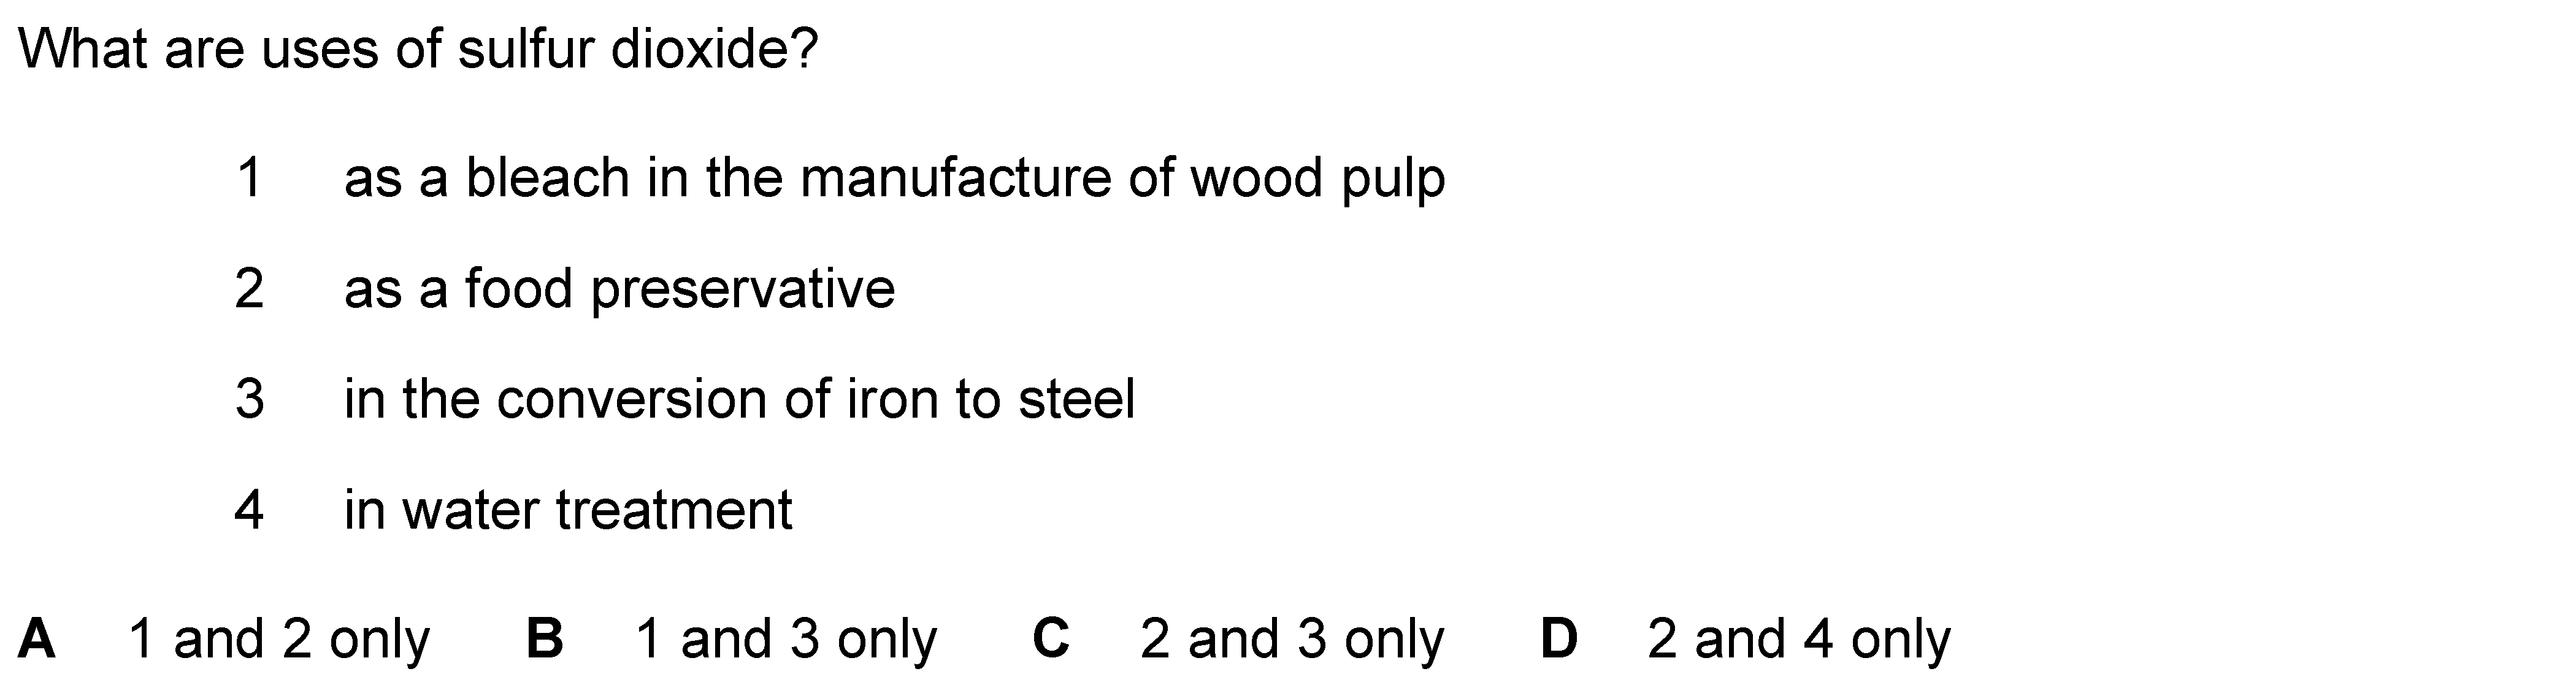 What are uses of sulfur dioxide?
1 as a bleach in the manufacture of wood pulp
2 as a food preservative
3 in the conversion of iron to steel
4 in water treatment
A 1 and 2 only B 1 and 3 only C 2 and 3 only D 2 and 4 only